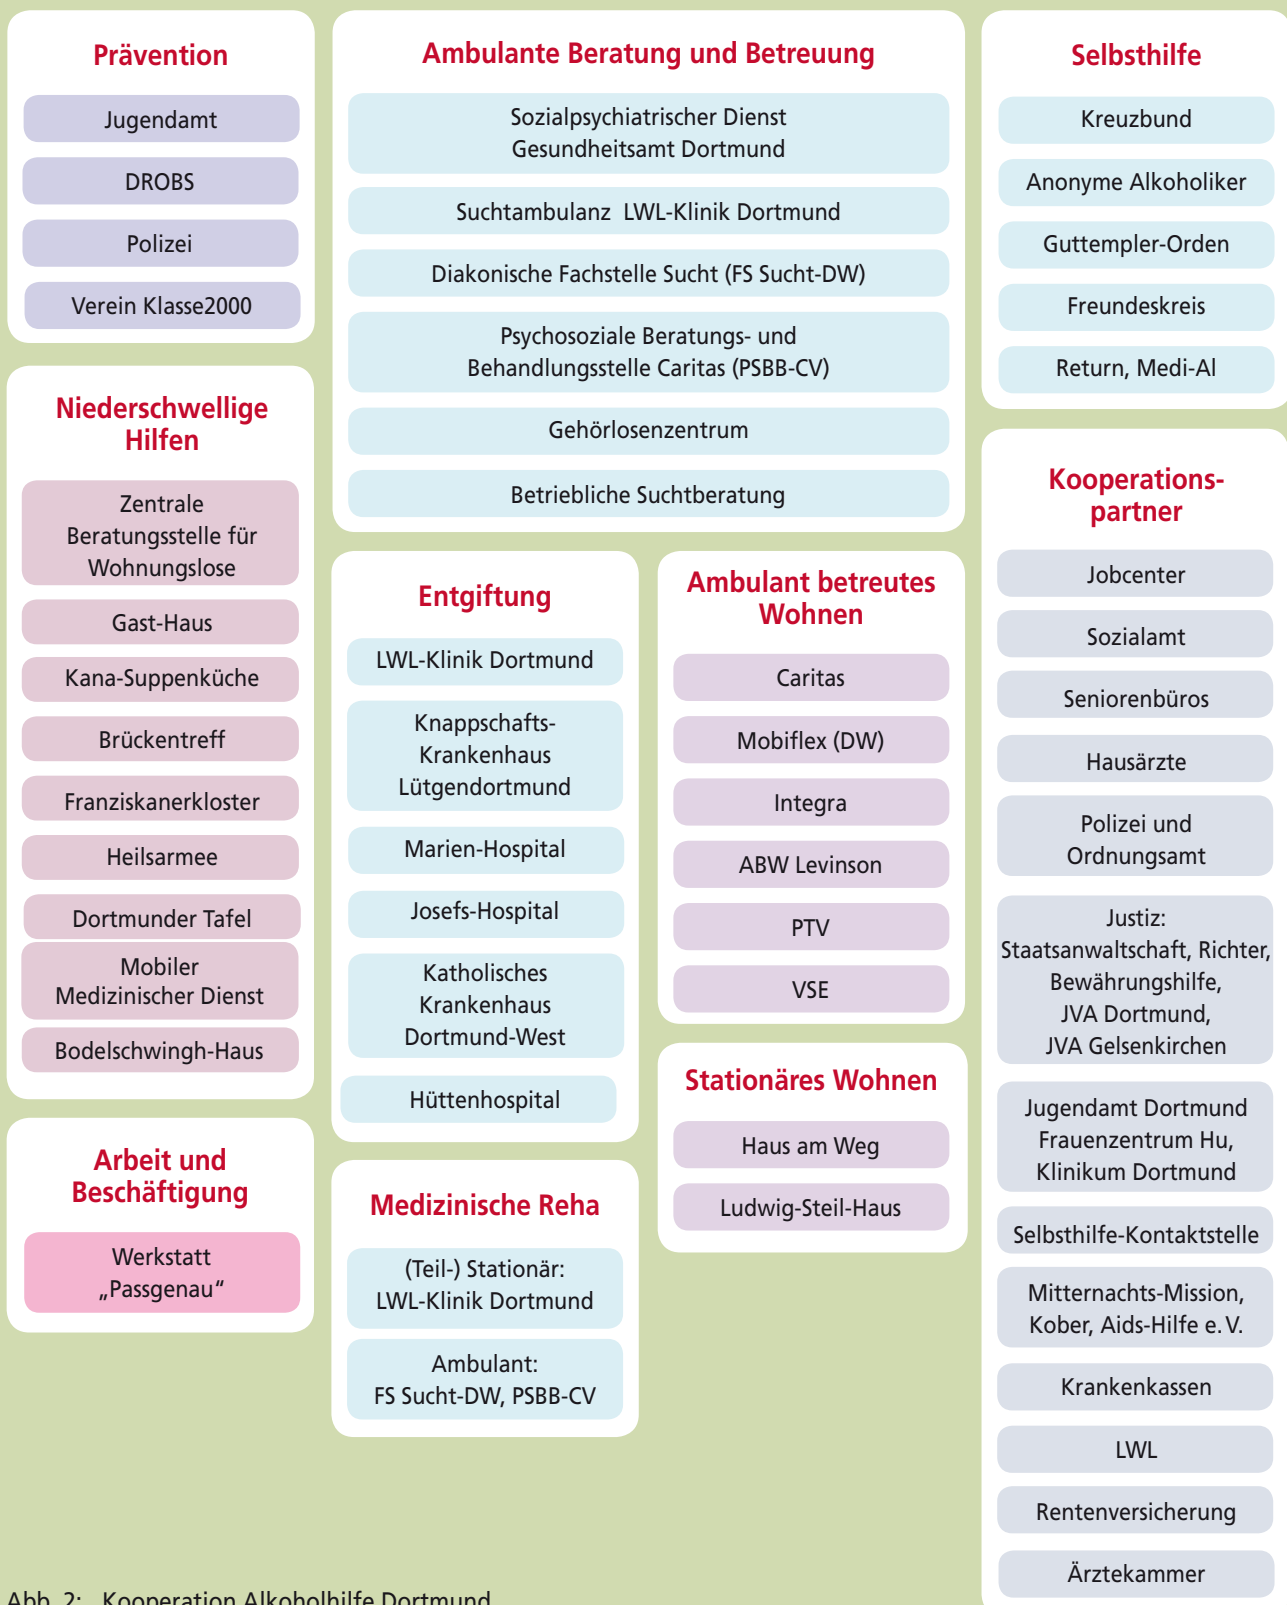 Prävention
Jugendamt
DROBS
Polizei
Verein Klasse2000
Niederschwellige
Hilfen
Zentrale
Beratungsstelle für
Wohnungslose
Gast-Haus
Kana-Suppenküche
Brückentreff
Franziskanerkloster
Heilsarmee
Dortmunder Tafel
Mobiler
Medizinischer Dienst
Bodelschwingh-Haus
Arbeit und
Beschäftigung
Werkstatt
„Passgenau“
Ambulante Beratung und Betreuung
Sozialpsychiatrischer Dienst
Gesundheitsamt Dortmund
Suchtambulanz LWL-Klinik Dortmund
Diakonische Fachstelle Sucht (FS Sucht-DW)
Psychosoziale Beratungs- und
Behandlungsstelle Caritas (PSBB-CV)
Gehörlosenzentrum
Betriebliche Suchtberatung
Entgiftung
LWL-Klinik Dortmund
Knappschafts-
Krankenhaus
Lütgendortmund
Marien-Hospital
Josefs-Hospital
Katholisches
Krankenhaus
Dortmund-West
Hüttenhospital
Medizinische Reha
(Teil-) Stationär:
LWL-Klinik Dortmund
Ambulant:
FS Sucht-DW, PSBB-CV
Ambulant betreutes
Wohnen
Caritas
Mobiflex (DW)
Integra
ABW Levinson
PTV
VSE
Stationäres Wohnen
Haus am Weg
Ludwig-Steil-Haus
Selbsthilfe
Kreuzbund
Anonyme Alkoholiker
Guttempler-Orden
Freundeskreis
Return, Medi-Al
Kooperations-
partner
Jobcenter
Sozialamt
Seniorenbüros
Hausärzte
Polizei und
Ordnungsamt
Justiz:
Staatsanwaltschaft, Richter,
Bewährungshilfe,
JVA Dortmund,
JVA Gelsenkirchen
Jugendamt Dortmund
Frauenzentrum Hu,
Klinikum Dortmund
Selbsthilfe-Kontaktstelle
Mitternachts-Mission,
Kober, Aids-Hilfe e. V.
Krankenkassen
LWL
Rentenversicherung
Ärztekammer
Abb. 2: Kooperation Alkoholhilfe Dortmund